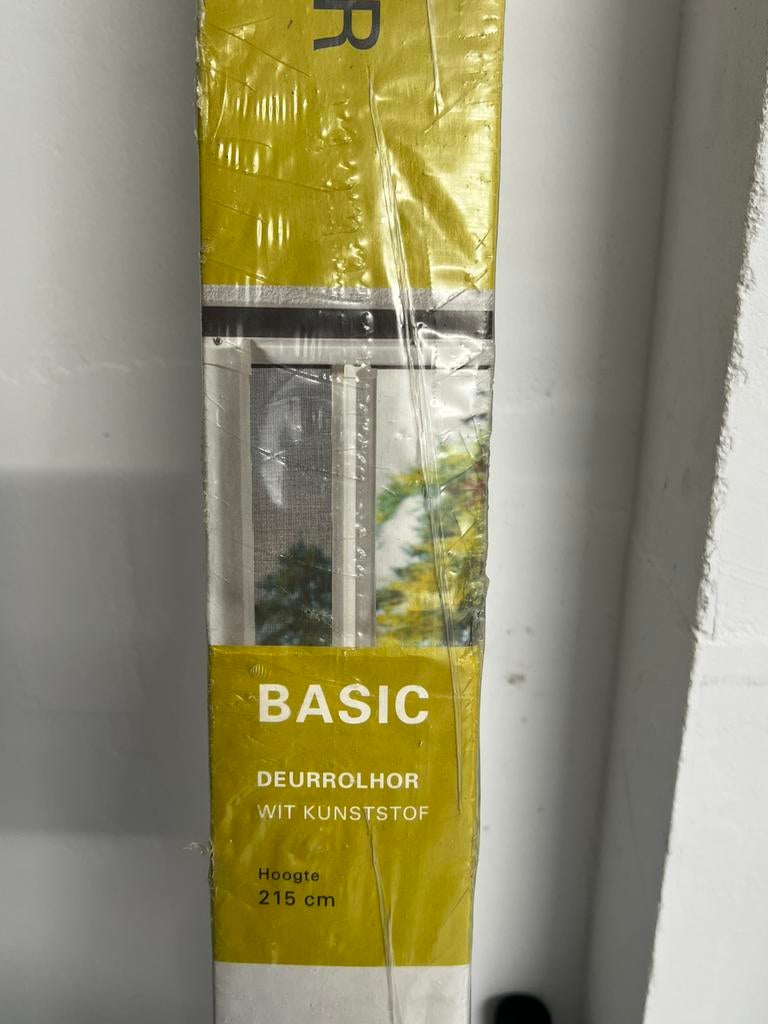 R
BASIC
DEURROLHOR
WIT KUNSTSTOF
Hoogte
215 cm